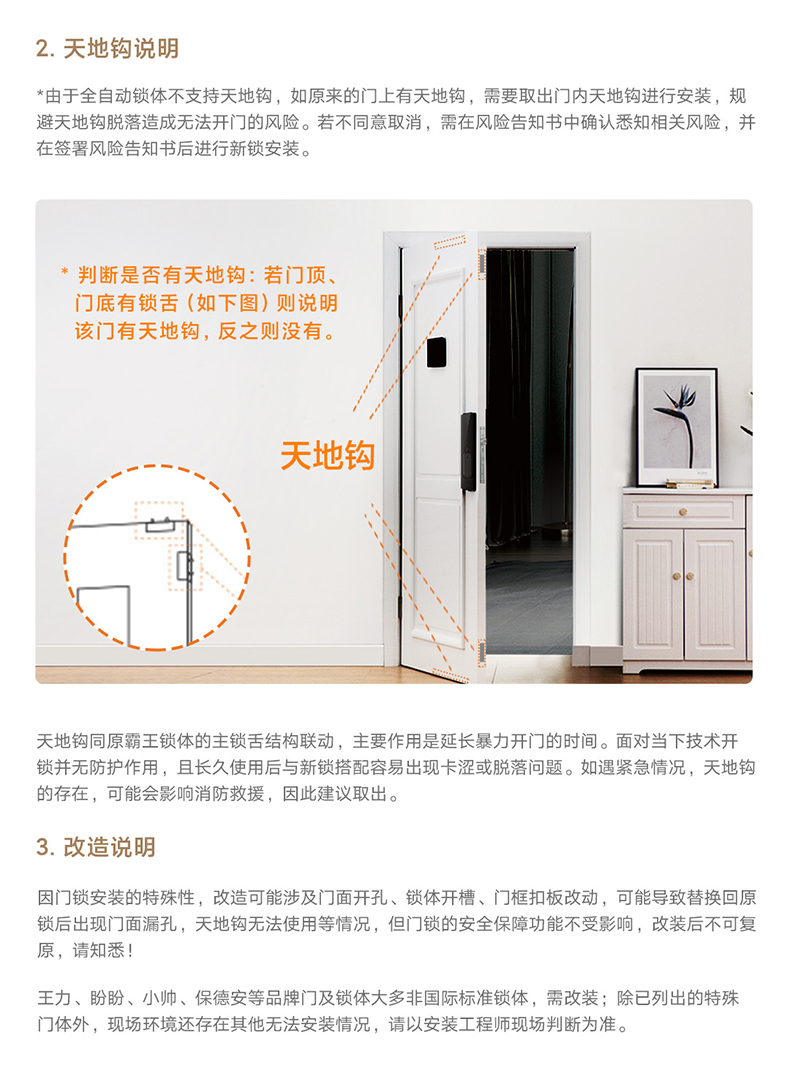 2. 天地钩说明
*由于全自动锁体不支持天地钩，如原来的门上有天地钩，需要取出门内天地钩进行安装，规
避天地钩脱落造成无法开门的风险。若不同意取消，需在风险告知书中确认悉知相关风险，并
在签署风险告知书后进行新锁安装。
* 判断是否有天地钩：若门顶、
门底有锁舌（如下图）则说明
该门有天地钩，反之则没有。
天地钩
天地钩同原霸王锁体的主锁舌结构联动，主要作用是延长暴力开门的时间。面对当下技术开
锁并无防护作用，且长久使用后与新锁搭配容易出现卡涩或脱落问题。如遇紧急情况，天地钩
的存在，可能会影响消防救援，因此建议取出。
3. 改造说明
因门锁安装的特殊性，改造可能涉及门面开孔、锁体开槽、门框扣板改动，可能导致替换回原
锁后出现门面漏孔，天地钩无法使用等情况，但门锁的安全保障功能不受影响，改装后不可复
原，请知悉！
王力、盼盼、小帅、保德安等品牌门及锁体大多非国际标准锁体，需改装；除已列出的特殊
门体外，现场环境还存在其他无法安装情况，请以安装工程师现场判断为准。